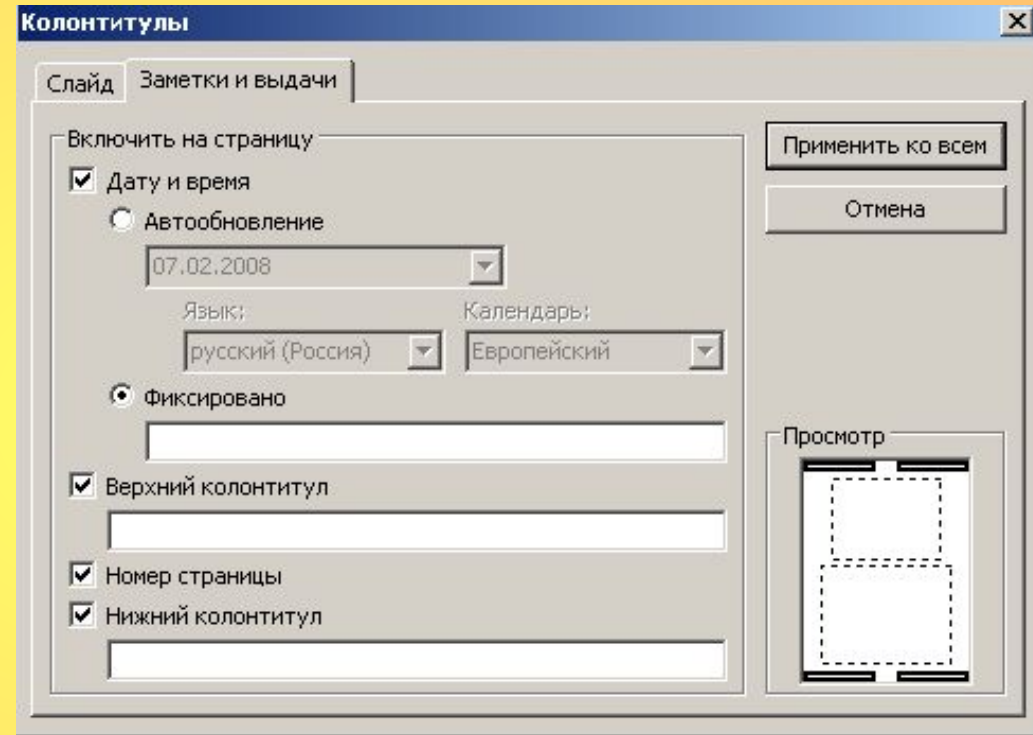 Колонтитулы
Слайд
Заметки и выдачи
Включить на страницу
Дату и время
Автообновление
07.02.2008
Язык:
Календарь:
русский (Россия)
Европейский
Фиксировано
Верхний колонтитул
Номер страницы
Нижний колонтитул
Применить ко всем
Отмена
Просмотр